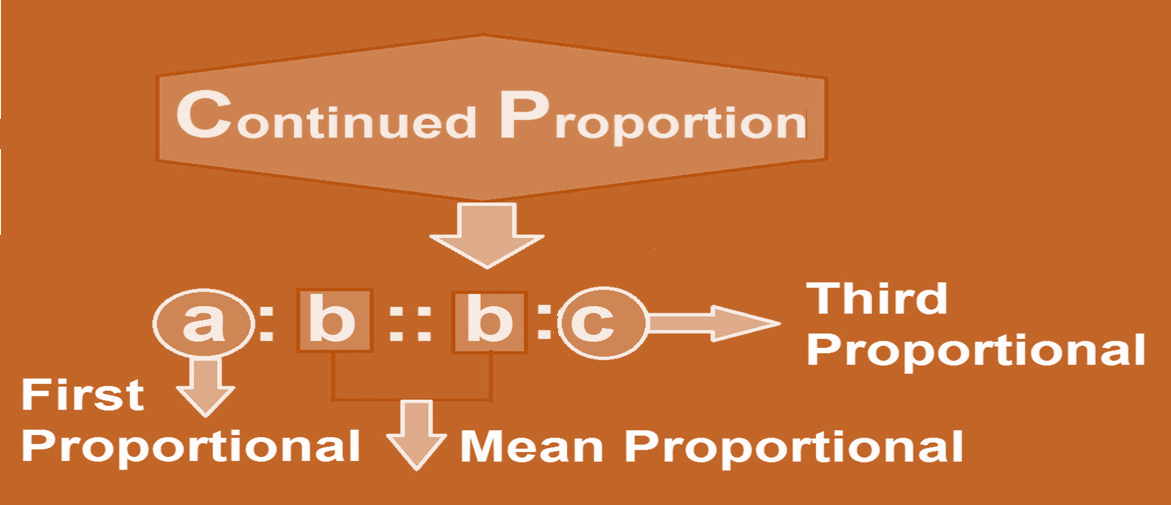 Continued Proportion
a : b :: b : c
Third
Proportional
First
Proportional
Mean Proportional